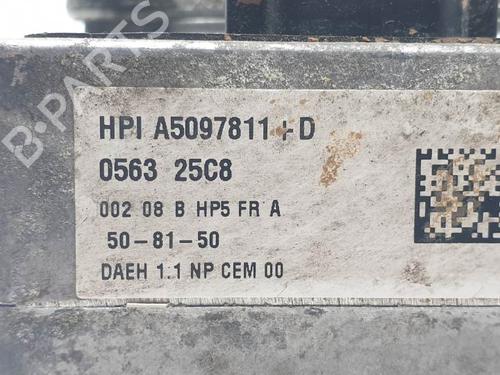 HPI A5097811+D
0563 25C8
002 08 B HP5 FR A
50-81-50
DAEH 1.1 NP CEM 00
B-PARTS